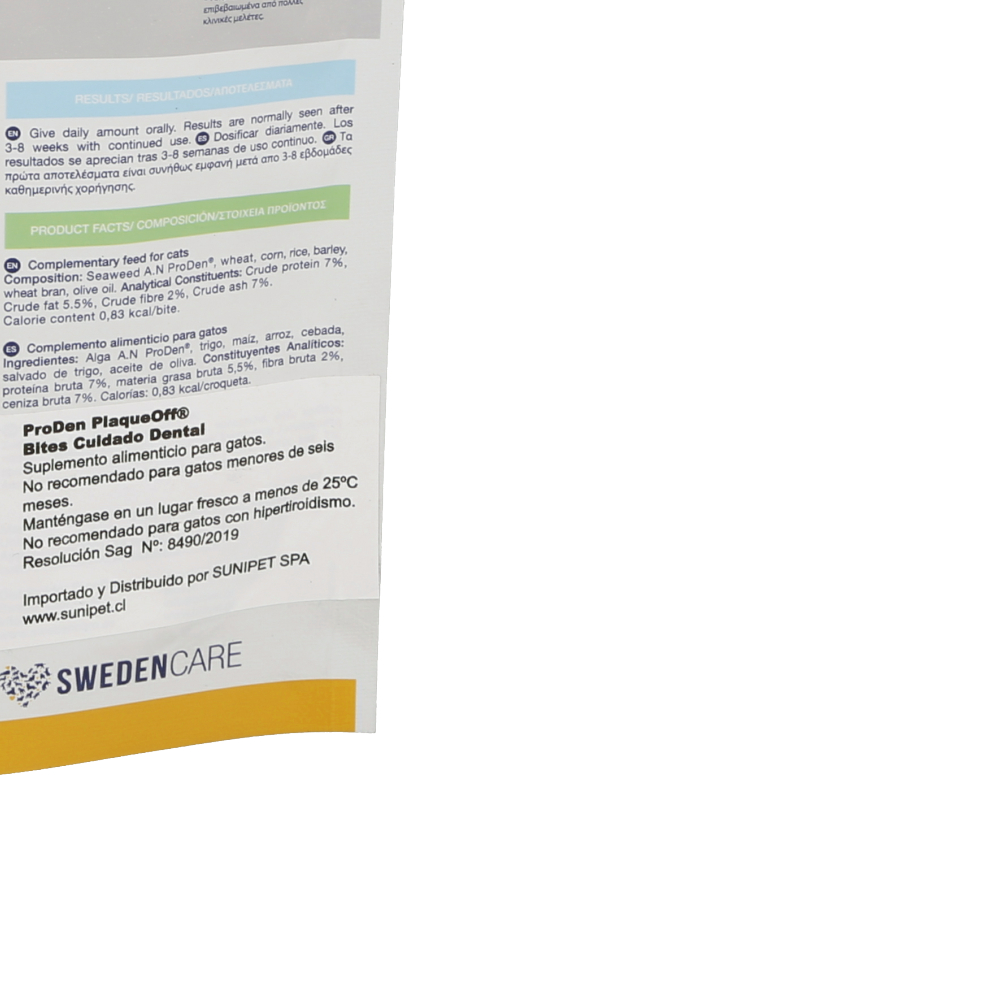 επιβεβαιωμένα από πολλές
κλινικές μελέτες.
RESULTS/ RESULTADOS/ΑΠΟΤΕΛΕΣΜΑΤΑ
EN Give daily amount orally. Results are normally seen after
3-8 weeks with continued use. ES Dosificar diariamente. Los
resultados se aprecian tras 3-8 semanas de uso continuo. GR Τα
πρώτα αποτελέσματα είναι συνήθως εμφανή μετά απο 3-8 εβδομάδες
καθημερινής χορήγησης.
PRODUCT FACTS/ COMPOSICIÓN/ΣΤΟΙΧΕΙΑ ΠΡΟΪΟΝΤΟΣ
EN Complementary feed for cats
Composition: Seaweed A.N ProDen®, wheat, corn, rice, barley,
wheat bran, olive oil. Analytical Constituents: Crude protein 7%,
Crude fat 5.5%, Crude fibre 2%, Crude ash 7%.
Calorie content 0,83 kcal/bite.
ES Complemento alimenticio para gatos
Ingredientes: Alga A.N ProDen®, trigo, maíz, arroz, cebada,
salvado de trigo, aceite de oliva. Constituyentes Analíticos:
proteína bruta 7%, materia grasa bruta 5,5%, fibra bruta 2%,
ceniza bruta 7%. Calorías: 0,83 kcal/croqueta.
ProDen PlaqueOff®
Bites Cuidado Dental
Suplemento alimenticio para gatos.
No recomendado para gatos menores de seis
meses.
Manténgase en un lugar fresco a menos de 25ºC
No recomendado para gatos con hipertiroidismo.
Resolución Sag Nº: 8490/2019
Importado y Distribuido por SUNIPET SPA
www.sunipet.cl
SWEDENCARE